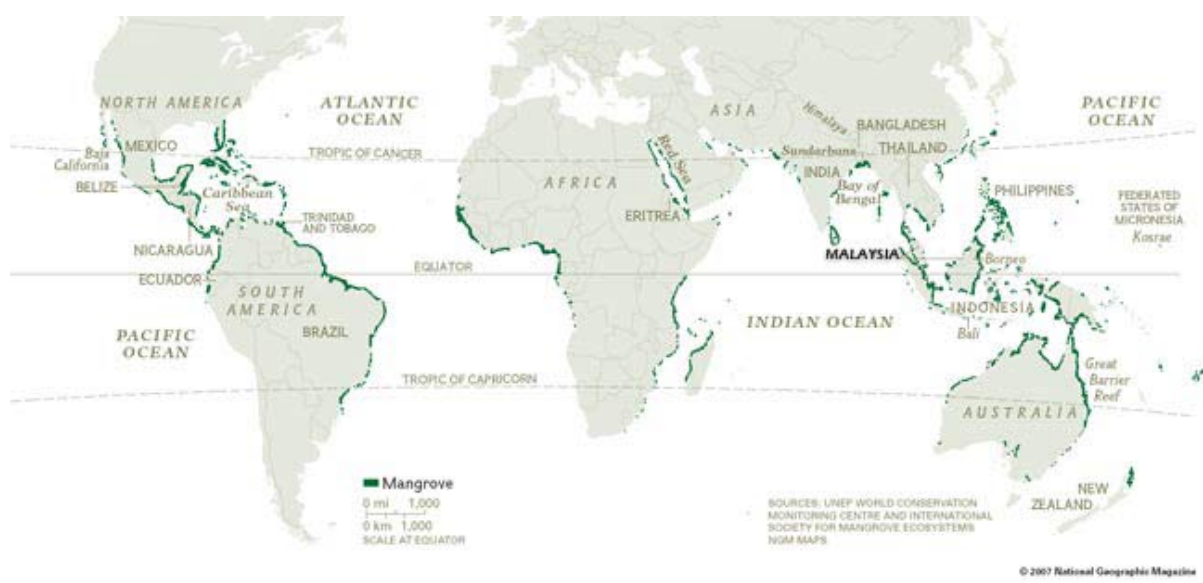 NORTH AMERICA
ATLANTIC
OCEAN
ASIA
Himalaya
PACIFIC
OCEAN
BANGLADESH
MEXICO
TROPIC OF CANCER
Red Sea
Sundarbans
THAILAND
Baja
California
BELIZE
Caribbean
Sea
AFRICA
INDIA
Bay of
Bengal
PHILIPPINES
FEDERATED
STATES OF
MICRONESIA
Kosrae
TRINIDAD
AND TOBAGO
ERITREA
NICARAGUA
MALAYSIA
Borneo
ECUADOR
EQUATOR
SOUTH
AMERICA
INDONESIA
BRAZIL
INDIAN OCEAN
Bali
PACIFIC
OCEAN
TROPIC OF CAPRICORN
Great
Barrier
Reef
AUSTRALIA
Mangrove
0 mi 1,000
0 km 1,000
SCALE AT EQUATOR
NEW
ZEALAND
SOURCES: UNEP WORLD CONSERVATION
MONITORING CENTRE AND INTERNATIONAL
SOCIETY FOR MANGROVE ECOSYSTEMS
NGM MAPS
© 2007 National Geographic Magazine